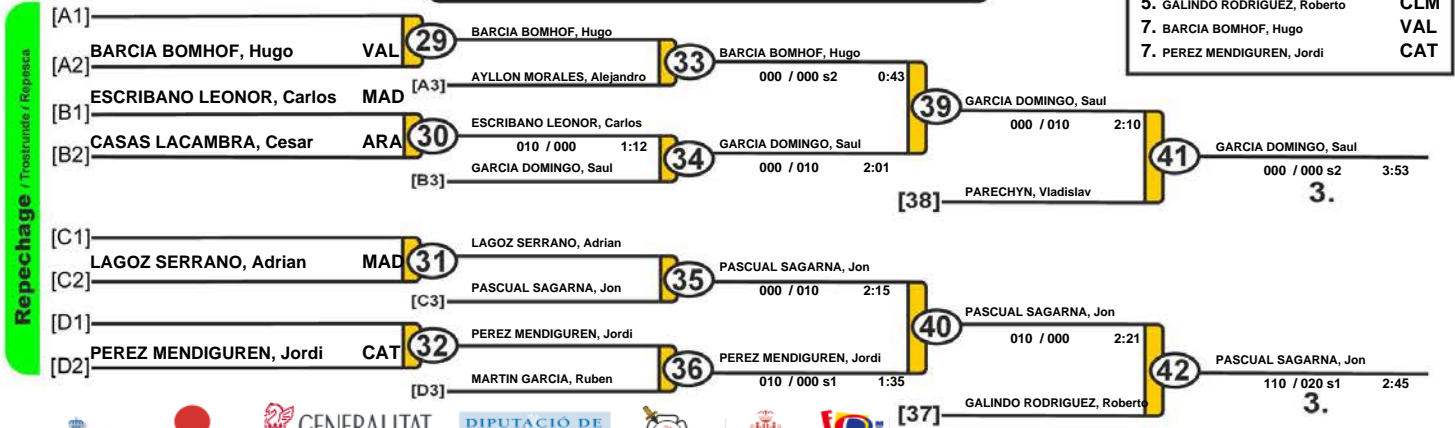 5. GALINDO RODRIGUEZ, Roberto CLM
7. BARCIA BOMHOF, Hugo VAL
7. PEREZ MENDIGUREN, Jordi CAT
Repechage / Trostrunde / Repesca
[A1]
BARCIA BOMHOF, Hugo VAL
[A2]
29
BARCIA BOMHOF, Hugo
AYLLON MORALES, Alejandro
[A3]
33
BARCIA BOMHOF, Hugo
000 / 000 s2 0:43
ESCRIBANO LEONOR, Carlos MAD
[B1]
CASAS LACAMBRA, Cesar ARA
[B2]
30
ESCRIBANO LEONOR, Carlos
010 / 000 1:12
GARCIA DOMINGO, Saul
[B3]
34
GARCIA DOMINGO, Saul
000 / 010 2:01
39
GARCIA DOMINGO, Saul
000 / 010 2:10
PARECHYN, Vladislav
[38]
41
GARCIA DOMINGO, Saul
000 / 000 s2 3:53
3.
[C1]
LAGOZ SERRANO, Adrian MAD
[C2]
31
LAGOZ SERRANO, Adrian
PASCUAL SAGARNA, Jon
[C3]
35
PASCUAL SAGARNA, Jon
000 / 010 2:15
[D1]
PEREZ MENDIGUREN, Jordi CAT
[D2]
32
PEREZ MENDIGUREN, Jordi
MARTIN GARCIA, Ruben
[D3]
36
PEREZ MENDIGUREN, Jordi
010 / 000 s1 1:35
40
PASCUAL SAGARNA, Jon
010 / 000 2:21
GALINDO RODRIGUEZ, Roberto
[37]
42
PASCUAL SAGARNA, Jon
110 / 020 s1 2:45
3.
GENERALITAT
DIPUTACIÓ DE